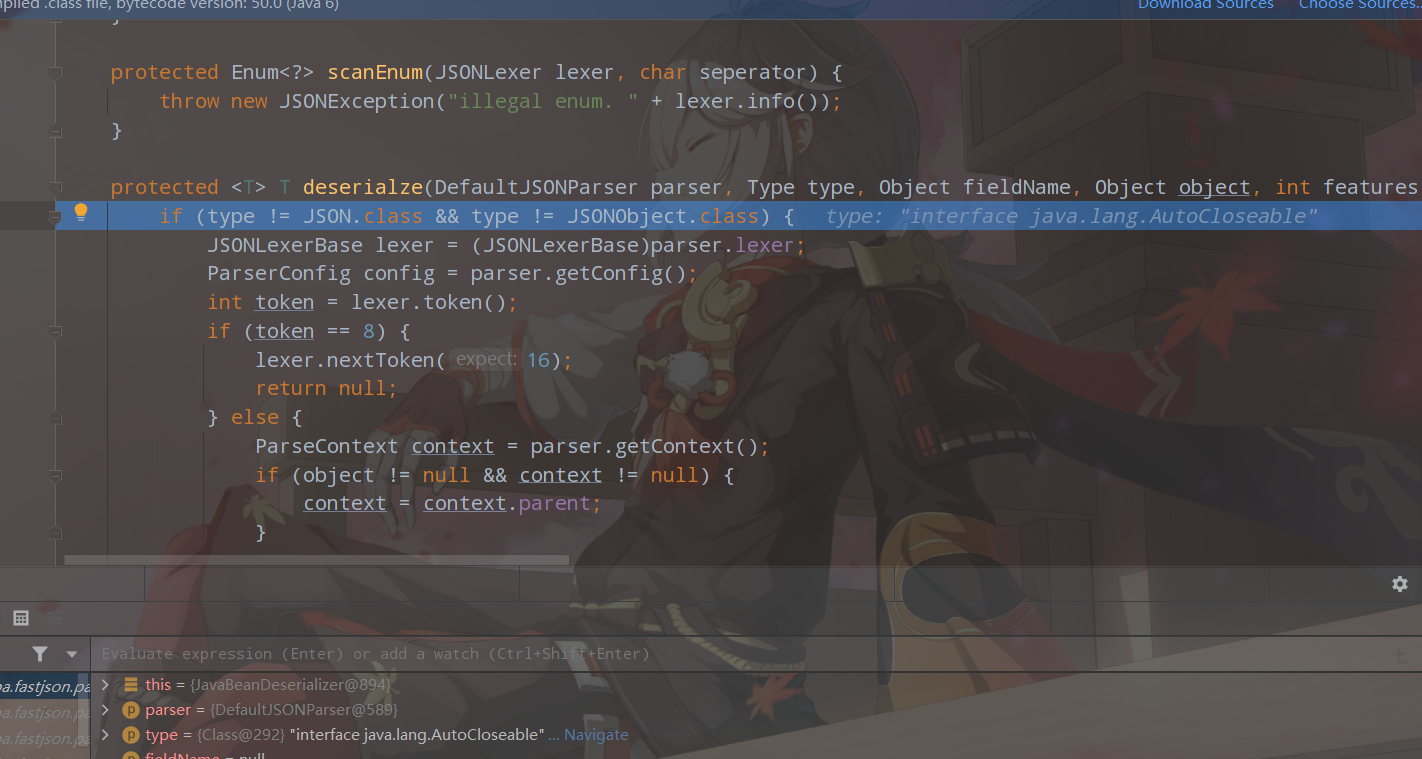 mpiled .class file, bytecode version: 50.0 (Java 6)
Download Sources
Choose Sources...
}
protected Enum<?> scanEnum(JSONLexer lexer, char seperator) {
throw new JSONException("illegal enum. " + lexer.info());
}
protected <T> T deserialze(DefaultJSONParser parser, Type type, Object fieldName, Object object, int features
if (type != JSON.class && type != JSONObject.class) { type: "interface java.lang.AutoCloseable"
JSONLexerBase lexer = (JSONLexerBase)parser.lexer;
ParserConfig config = parser.getConfig();
int token = lexer.token();
if (token == 8) {
lexer.nextToken( expect: 16);
return null;
} else {
ParseContext context = parser.getContext();
if (object != null && context != null) {
context = context.parent;
}
Evaluate expression (Enter) or add a watch (Ctrl+Shift+Enter)
ba.fastjson.pa
this = {JavaBeanDeserializer@894}
ba.fastjson.pa
parser = {DefaultJSONParser@589}
ba.fastjson.pa
type = {Class@292} "interface java.lang.AutoCloseable" ... Navigate
fieldName = null